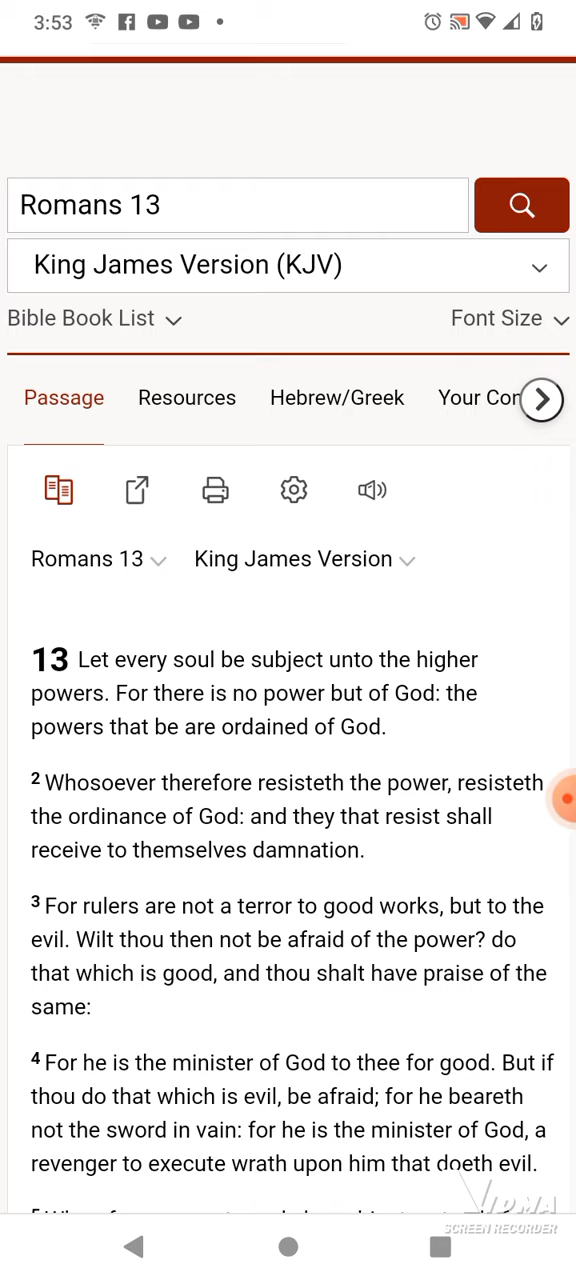 3:53
Romans 13
King James Version (KJV)
Bible Book List Font Size
Passage Resources Hebrew/Greek Your Con
Romans 13 King James Version
13 Let every soul be subject unto the higher
powers. For there is no power but of God: the
powers that be are ordained of God.
2 Whosoever therefore resisteth the power, resisteth
the ordinance of God: and they that resist shall
receive to themselves damnation.
3 For rulers are not a terror to good works, but to the
evil. Wilt thou then not be afraid of the power? do
that which is good, and thou shalt have praise of the
same:
4 For he is the minister of God to thee for good. But if
thou do that which is evil, be afraid; for he beareth
not the sword in vain: for he is the minister of God, a
revenger to execute wrath upon him that doeth evil.
VIDMA
SCREEN RECORDER